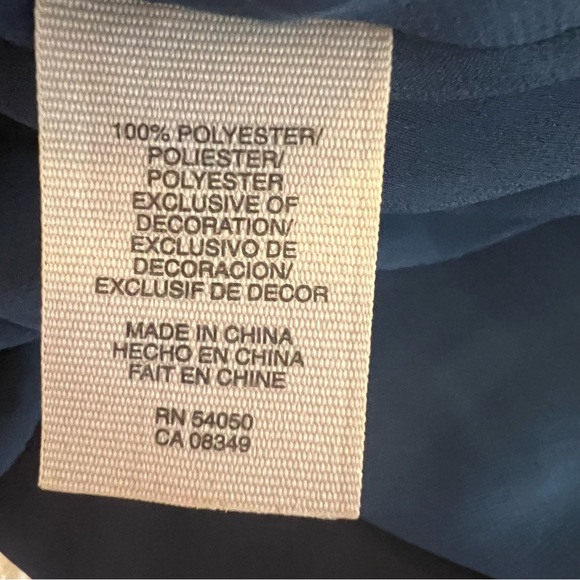 100% POLYESTER/
POLIESTER/
POLYESTER
EXCLUSIVE OF
DECORATION/
EXCLUSIVO DE
DECORACION/
EXCLUSIF DE DECOR
MADE IN CHINA
HECHO EN CHINA
FAIT EN CHINE
RN 54050
CA 08349